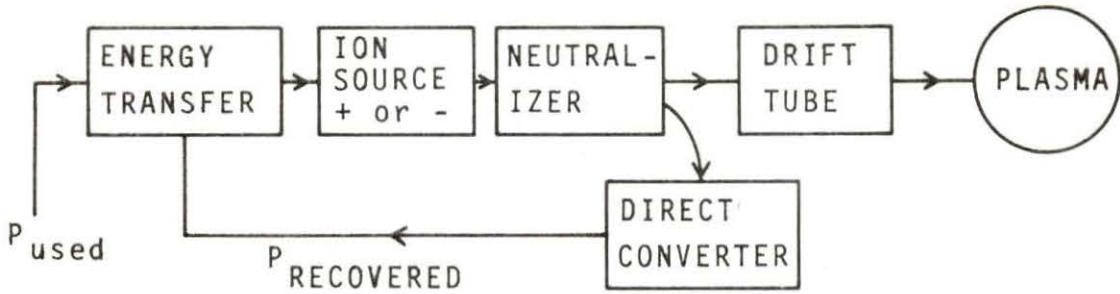 ENERGY
TRANSFER
ION
SOURCE
+ or -
NEUTRAL-
IZER
DRIFT
TUBE
PLASMA
DIRECT
CONVERTER
P used
P RECOVERED